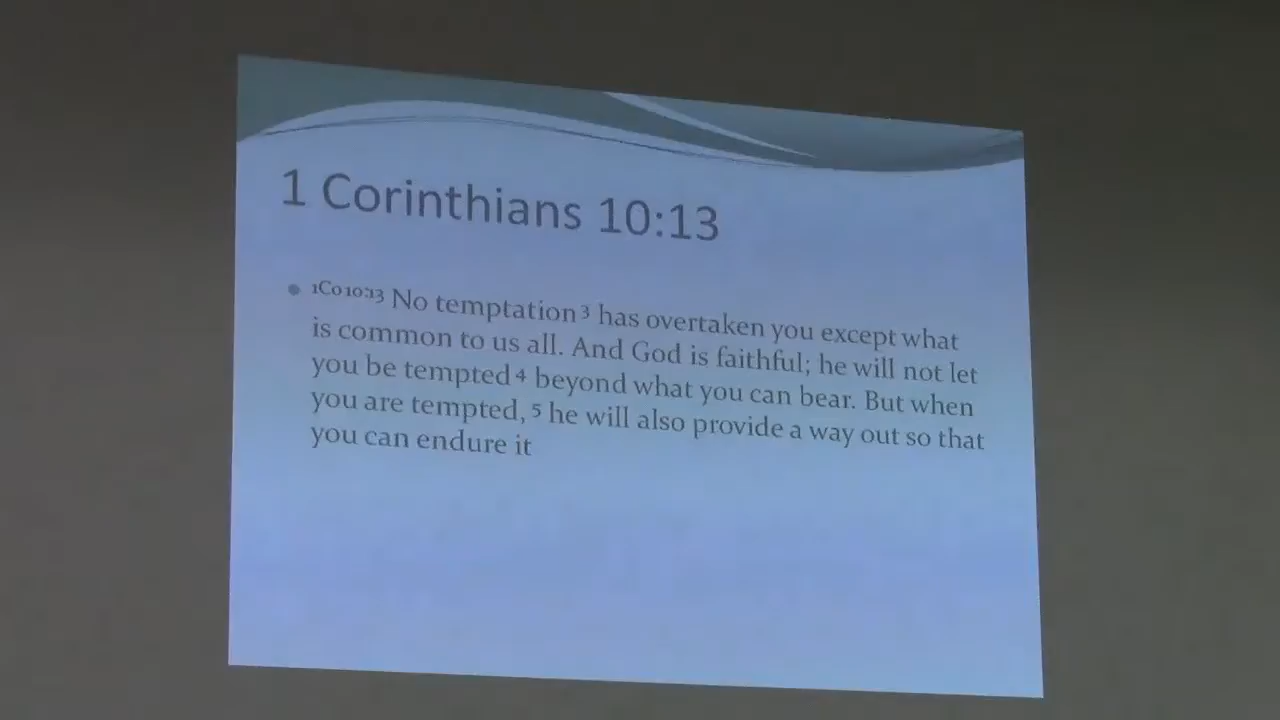 1 Corinthians 10:13
• 1Co 10:13 No temptation 3 has overtaken you except what
is common to us all. And God is faithful; he will not let
you be tempted 4 beyond what you can bear. But when
you are tempted, 5 he will also provide a way out so that
you can endure it